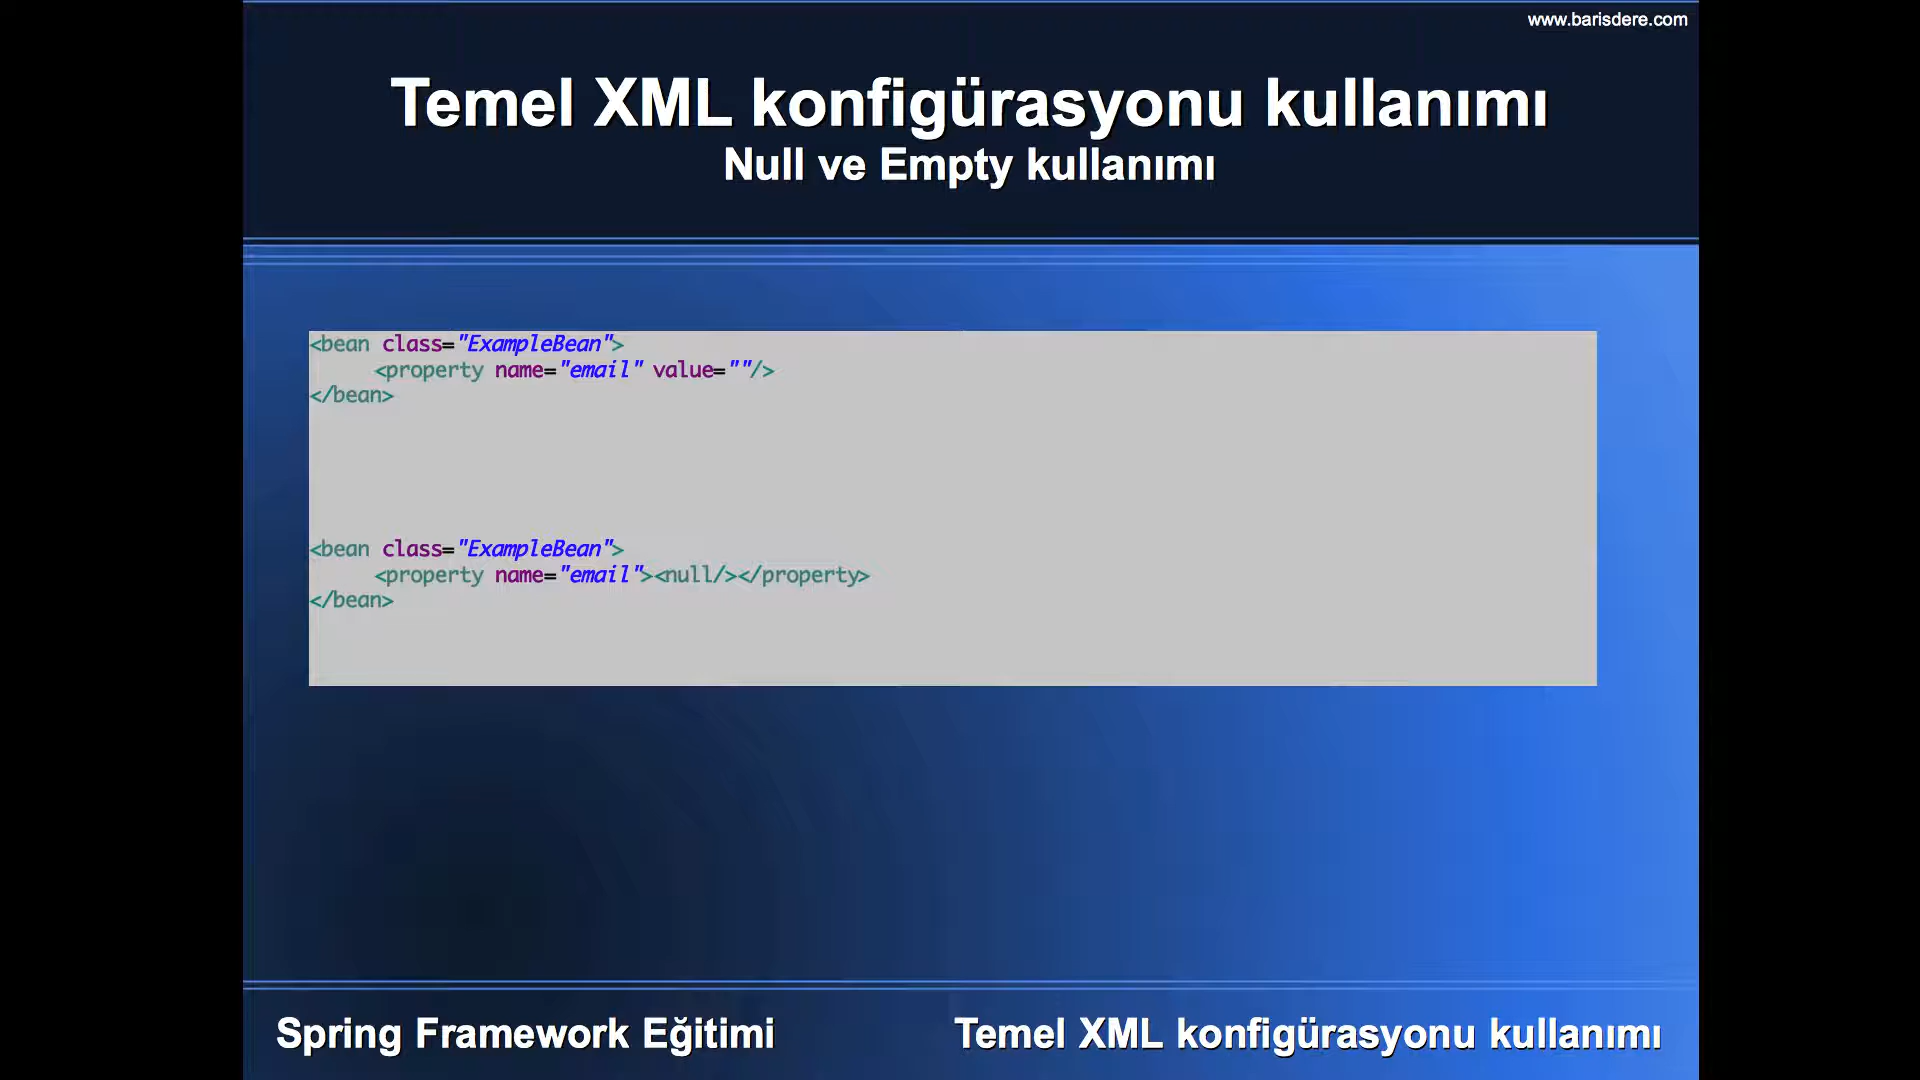 www.barisdere.com
Temel XML konfigürasyonu kullanımı
Null ve Empty kullanımı
<bean class="ExampleBean">
<property name="email" value=""/>
</bean>
<bean class="ExampleBean">
<property name="email"><null/></property>
</bean>
Spring Framework Eğitimi
Temel XML konfigürasyonu kullanımı